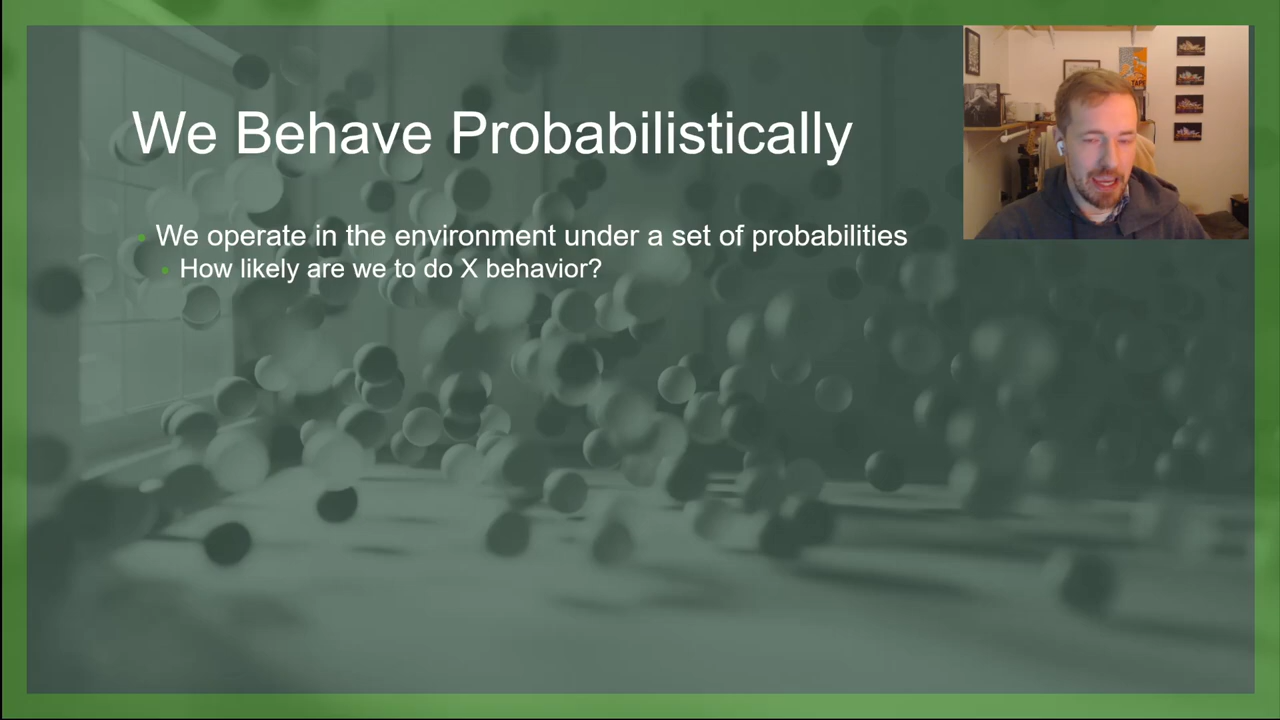 We Behave Probabilistically
We operate in the environment under a set of probabilities
How likely are we to do X behavior?
TAPE